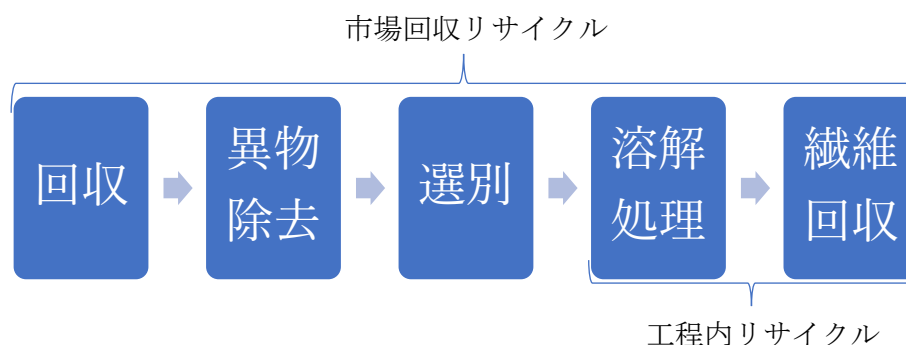 市場回収リサイクル
回収
異物
除去
選別
溶解
処理
繊維
回収
工程内リサイクル